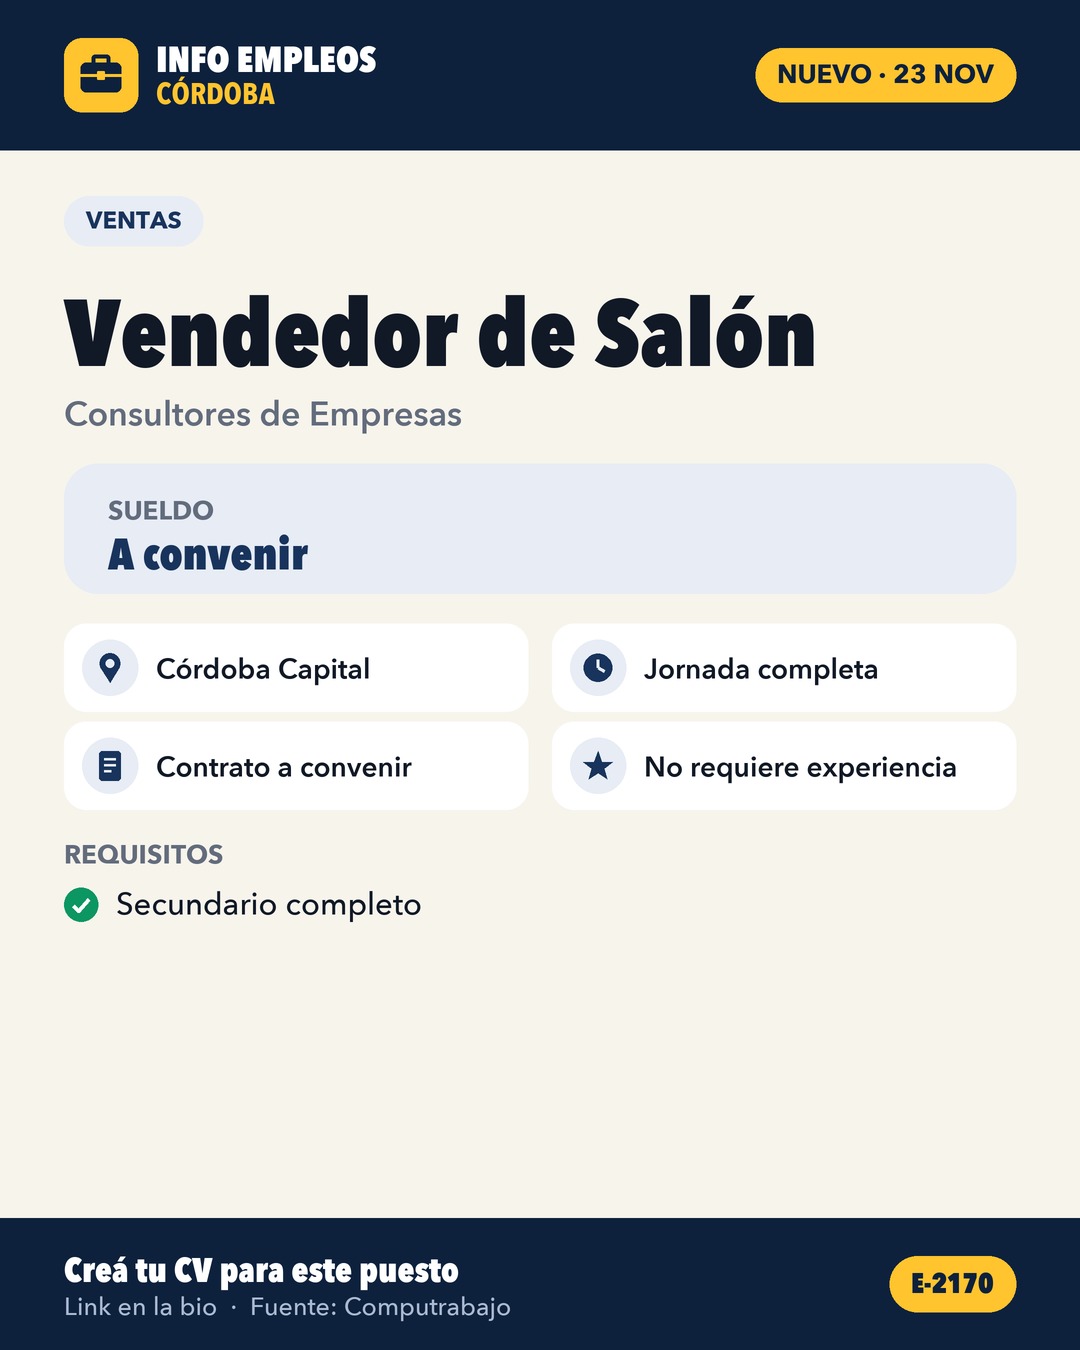 INFO EMPLEOS
CÓRDOBA
NUEVO · 23 NOV
VENTAS
Vendedor de Salón
Consultores de Empresas
SUELDO
A convenir
Córdoba Capital
Jornada completa
Contrato a convenir
No requiere experiencia
REQUISITOS
Secundario completo
Creá tu CV para este puesto
Link en la bio · Fuente: Computrabajo
E-2170